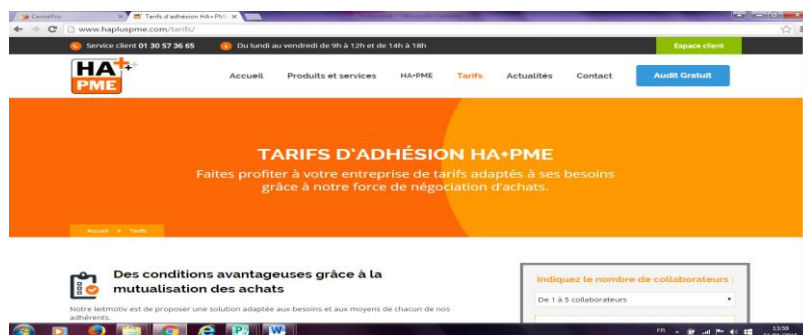 CerisePro
Tarifs d'adhésion HA+PM
www.hapluspme.com/tarifs/
Service client 01 30 57 36 65
Du lundi au vendredi de 9h à 12h et de 14h à 18h
Espace client
HA++
PME
Accueil
Produits et services
HA+PME
Tarifs
Actualités
Contact
Audit Gratuit
TARIFS D'ADHÉSION HA+PME
Faites profiter à votre entreprise de tarifs adaptés à ses besoins
grâce à notre force de négociation d'achats.
Accueil » Tarifs
Des conditions avantageuses grâce à la
mutualisation des achats
Notre leitmotiv est de proposer une solution adaptée aux besoins et aux moyens de chacun de nos
adhérents.
Indiquez le nombre de collaborateurs :
De 1 à 5 collaborateurs
FR
13:59